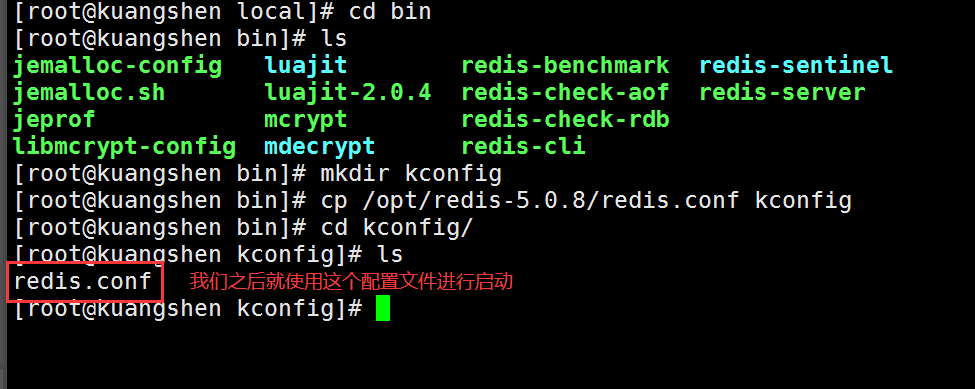 [root@kuangshen local]# cd bin
[root@kuangshen bin]# ls
jemalloc-config luajit redis-benchmark redis-sentinel
jemalloc.sh luajit-2.0.4 redis-check-aof redis-server
jeprof mcrypt redis-check-rdb
libmcrypt-config mdecrypt redis-cli
[root@kuangshen bin]# mkdir kconfig
[root@kuangshen bin]# cp /opt/redis-5.0.8/redis.conf kconfig
[root@kuangshen bin]# cd kconfig/
[root@kuangshen kconfig]# ls
redis.conf 我们之后就使用这个配置文件进行启动
[root@kuangshen kconfig]#